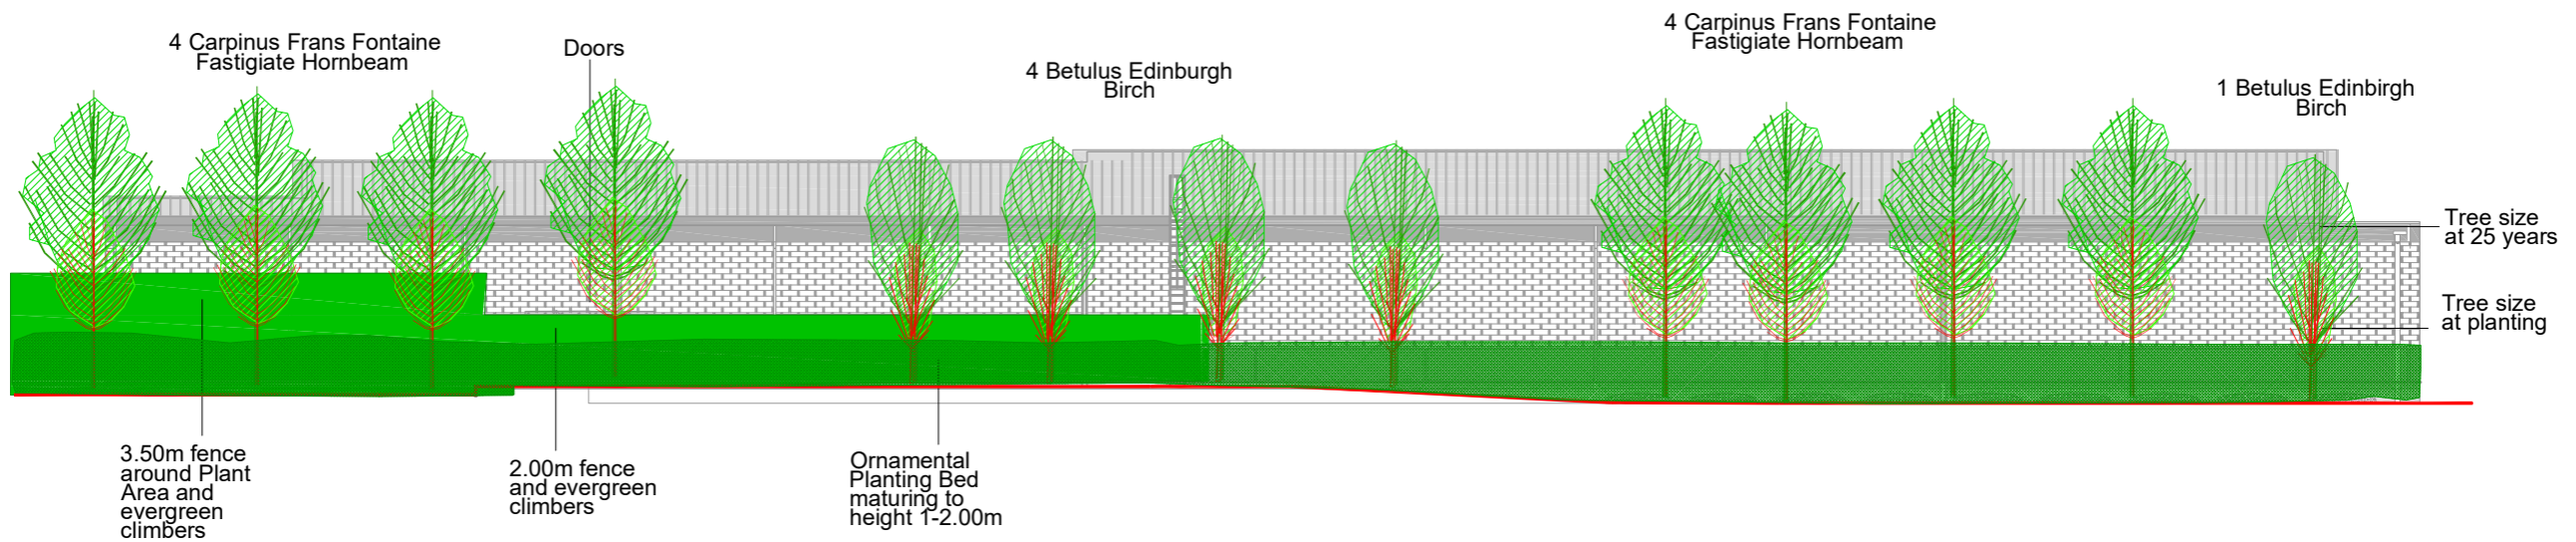 4 Carpinus Frans Fontaine
Fastigiate Hornbeam
Doors
4 Betulus Edinburgh
Birch
4 Carpinus Frans Fontaine
Fastigiate Hornbeam
1 Betulus Edinbirgh
Birch
Tree size
at 25 years
Tree size
at planting
3.50m fence
around Plant
Area and
evergreen
climbers
2.00m fence
and evergreen
climbers
Ornamental
Planting Bed
maturing to
height 1-2.00m